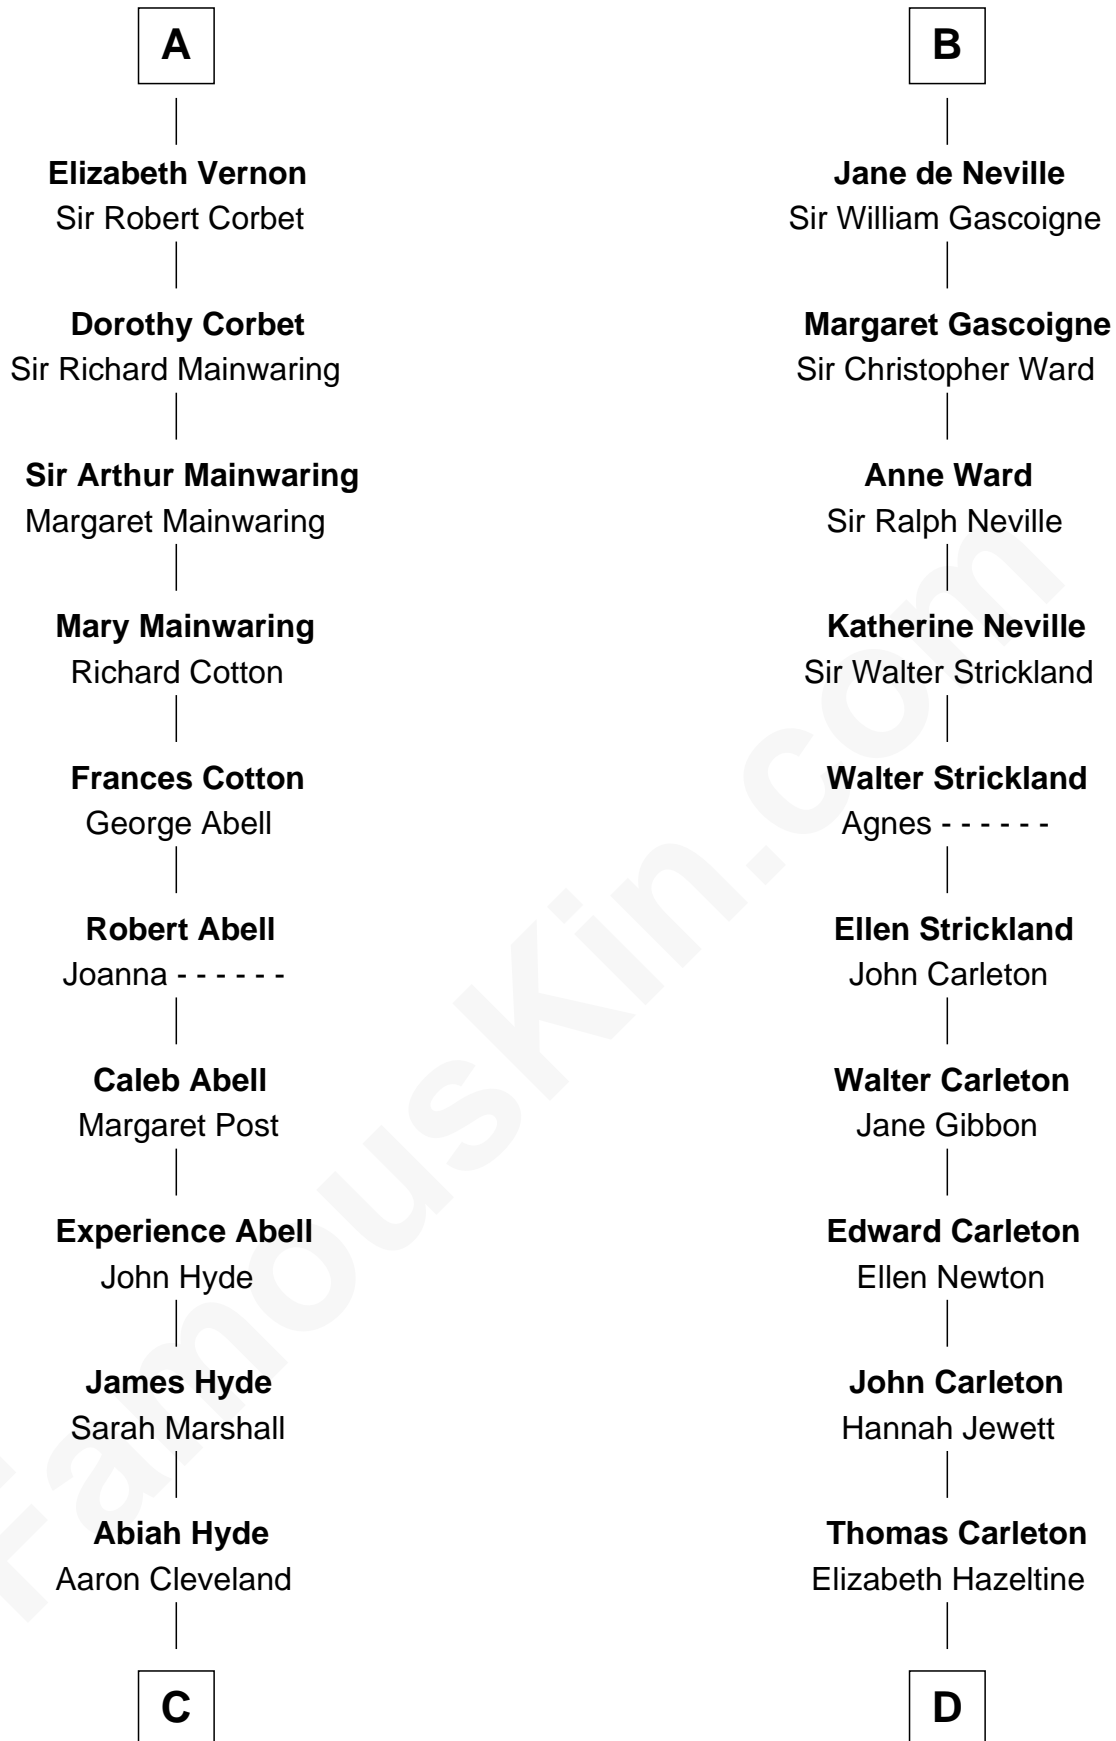 A
Elizabeth Vernon
Sir Robert Corbet
Dorothy Corbet
Sir Richard Mainwaring
Sir Arthur Mainwaring
Margaret Mainwaring
Mary Mainwaring
Richard Cotton
Frances Cotton
George Abell
Robert Abell
Joanna - - - - - -
Caleb Abell
Margaret Post
Experience Abell
John Hyde
James Hyde
Sarah Marshall
Abiah Hyde
Aaron Cleveland
C
B
Jane de Neville
Sir William Gascoigne
Margaret Gascoigne
Sir Christopher Ward
Anne Ward
Sir Ralph Neville
Katherine Neville
Sir Walter Strickland
Walter Strickland
Agnes - - - - - -
Ellen Strickland
John Carleton
Walter Carleton
Jane Gibbon
Edward Carleton
Ellen Newton
John Carleton
Hannah Jewett
Thomas Carleton
Elizabeth Hazeltine
D
FamousKin.com